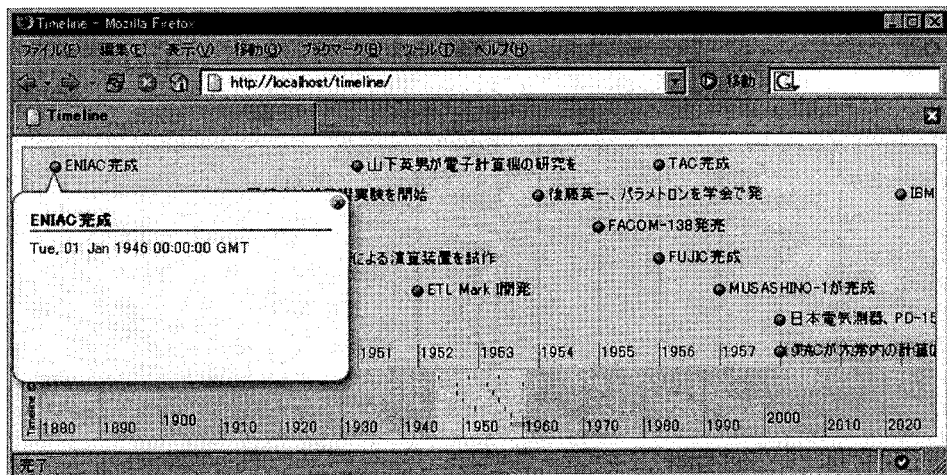 Timeline - Mozilla Firefox
ファイル(F) 編集(E) 表示(V) 移動(G) ブックマーク(B) ツール(T) ヘルプ(H)
http://localhost/timeline/ 移動
Timeline
ENIAC完成 山下英男が電子計算機の研究を TAC完成
実験を開始 後藤英一、パラメトロンを学会で発 IBM
ENIAC完成
FACOM-138発売
Tue, 01 Jan 1946 00:00:00 GMT
による演算装置を試作 FUJIC完成
ETL Mark I開発 MUSASHINO-1が完成
日本電気測器、PD-15
1951 1952 1953 1954 1955 1956 1957
Timeline
1880 1890 1900 1910 1920 1930 1940 1950 1960 1970 1980 1990 2000 2010 2020
完了